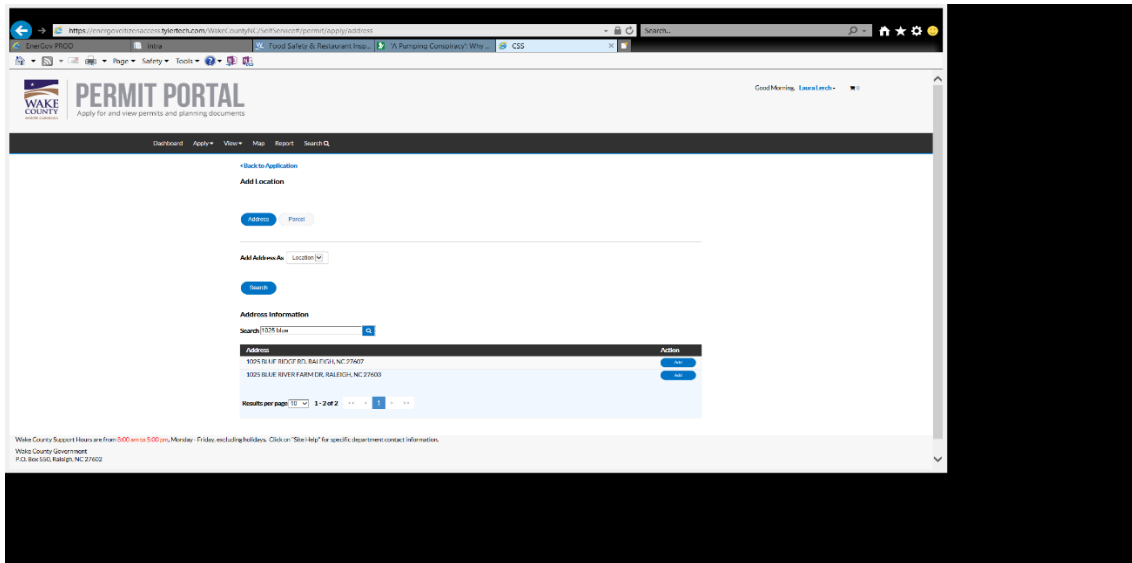 https://energovcitizenaccess.tylertech.com/WakeCountyNC/SelfService#/permit/apply/address
Search...
EnerGov PROD
Intra
Food Safety & Restaurant Insp...
'A Pumping Conspiracy': Why ...
CSS
Page
Safety
Tools
WAKE
COUNTY
NORTH CAROLINA
PERMIT PORTAL
Apply for and view permits and planning documents
Good Morning, Laura Lerch
0
Dashboard Apply View Map Report Search
Back to Application
Add Location
Address
Parcel
Add Address As Location
Search
Address Information
Search 1025 blue
Address Action
1025 BLUE RIDGE RD, RALEIGH, NC 27607 Add
1025 BLUE RIVER FARM DR, RALEIGH, NC 27603 Add
Results per page 10 1 - 2 of 2 1
Wake County Support Hours are from 8:00 am to 5:00 pm, Monday - Friday, excluding holidays. Click on "Site Help" for specific department contact information.
Wake County Government
P.O. Box 550, Raleigh, NC 27602